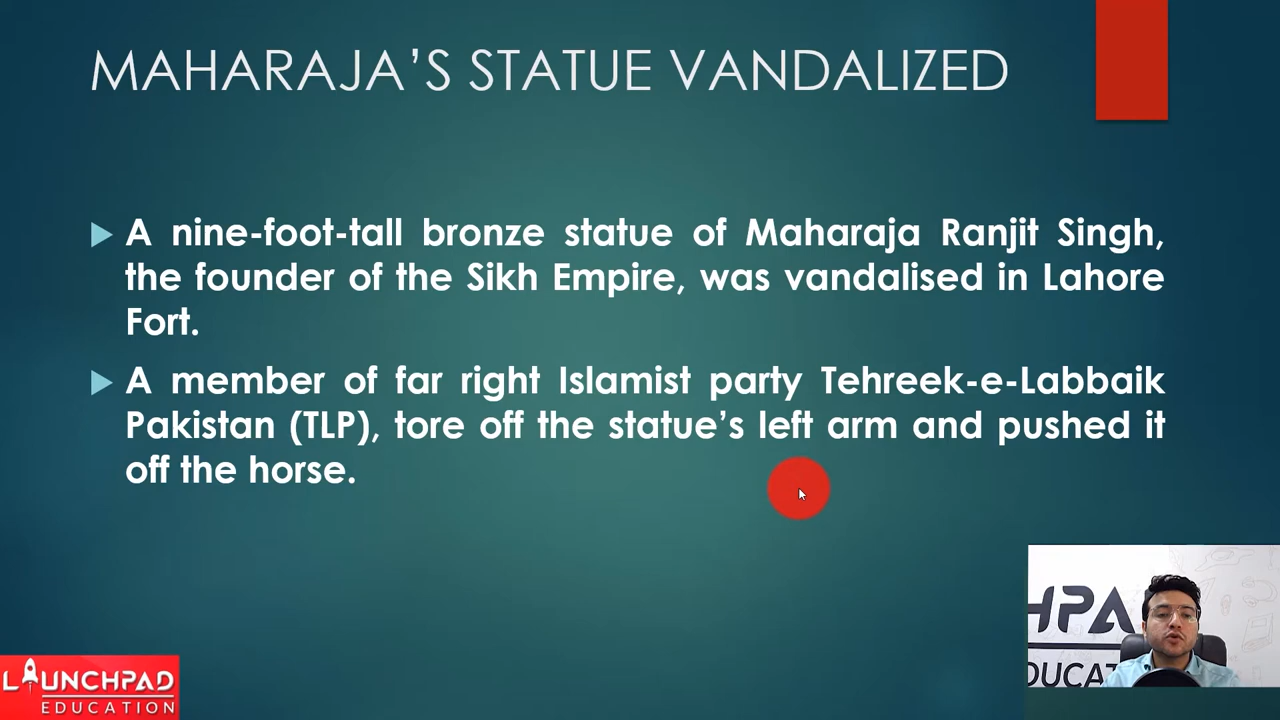 MAHARAJA’S STATUE VANDALIZED
A nine-foot-tall bronze statue of Maharaja Ranjit Singh,
the founder of the Sikh Empire, was vandalised in Lahore
Fort.
A member of far right Islamist party Tehreek-e-Labbaik
Pakistan (TLP), tore off the statue’s left arm and pushed it
off the horse.
HPA
DUCAT
LAUNCHPAD
EDUCATION